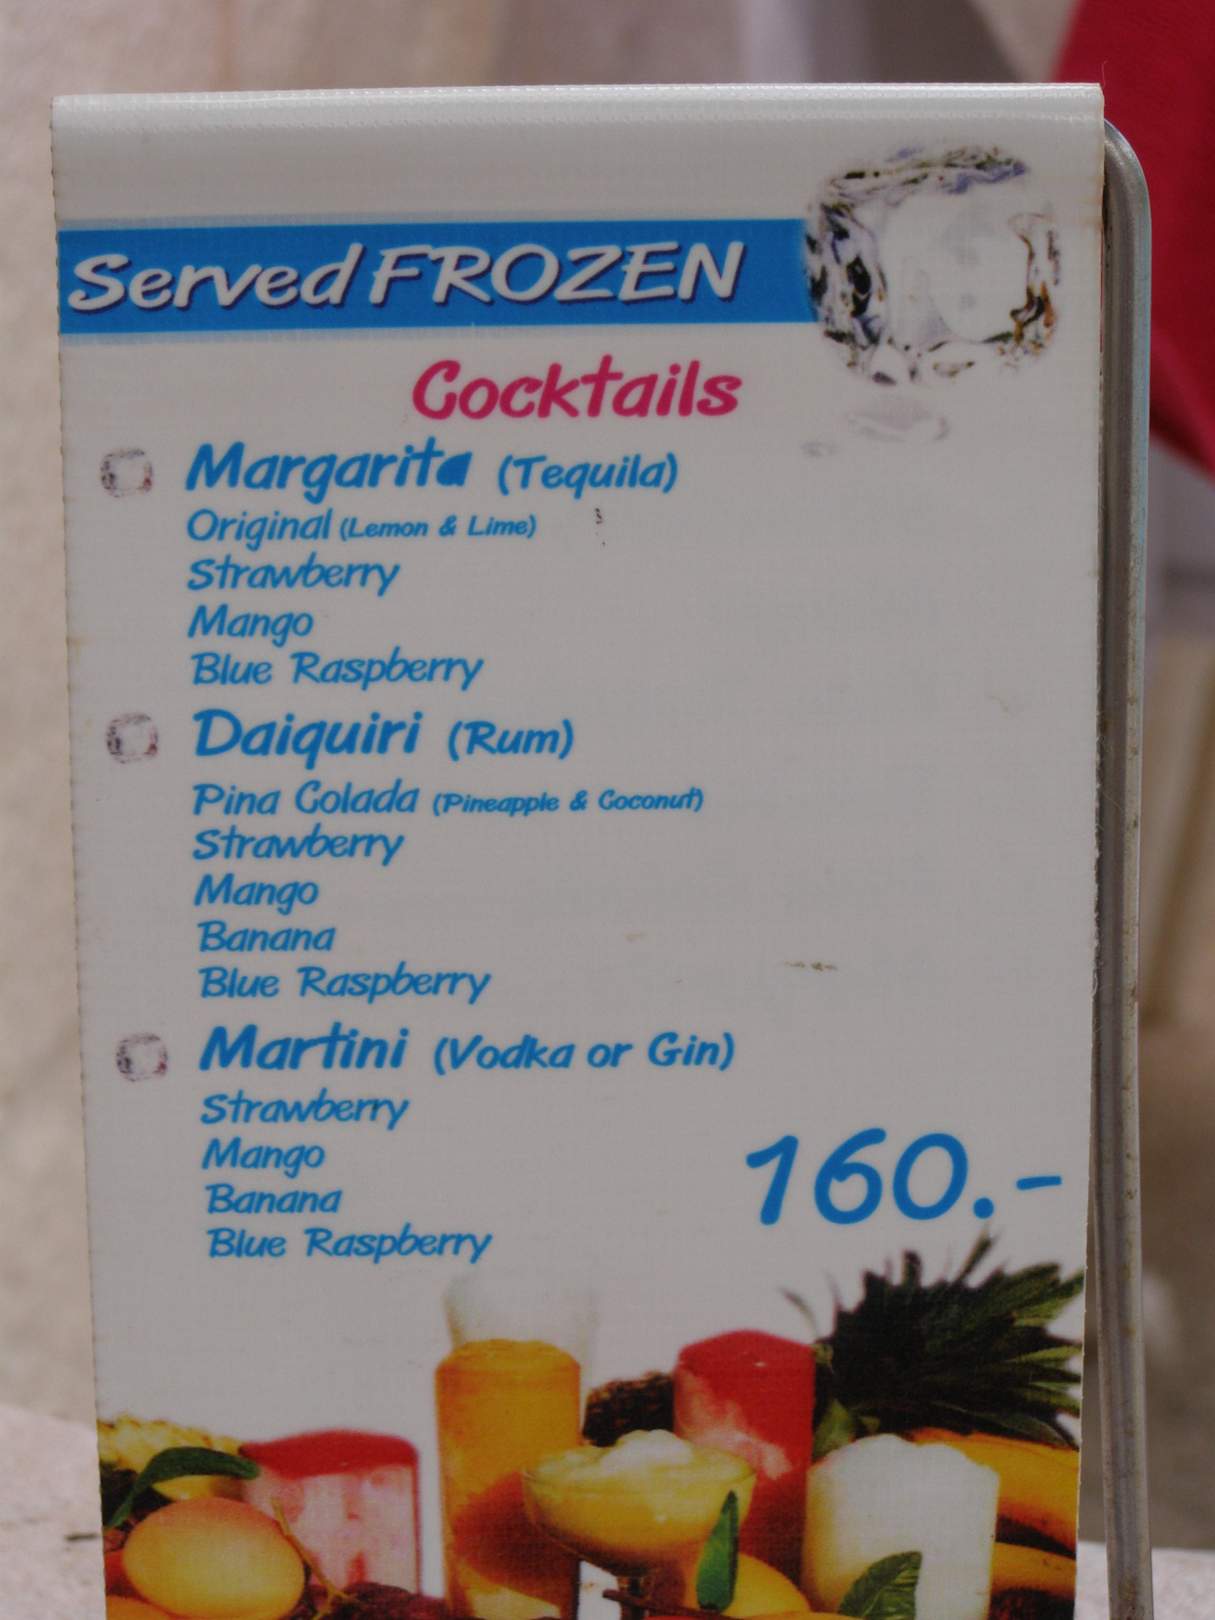 Served FROZEN
Cocktails
Margarita (Tequila)
Original (Lemon & Lime)
Strawberry
Mango
Blue Raspberry
Daiquiri (Rum)
Pina Colada (Pineapple & Coconut)
Strawberry
Mango
Banana
Blue Raspberry
Martini (Vodka or Gin)
Strawberry
Mango
Banana
Blue Raspberry
160.-